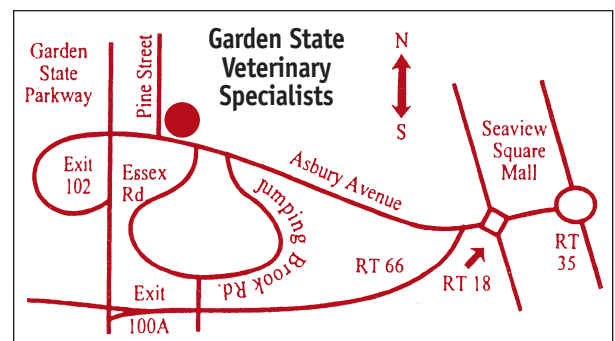 Garden State
Veterinary
Specialists
N
S
Garden
State
Parkway
Pine Street
Exit
102
Essex
Rd
Jumping Brook Rd.
Asbury Avenue
Seaview
Square
Mall
RT 66
RT 18
RT
35
Exit
100A